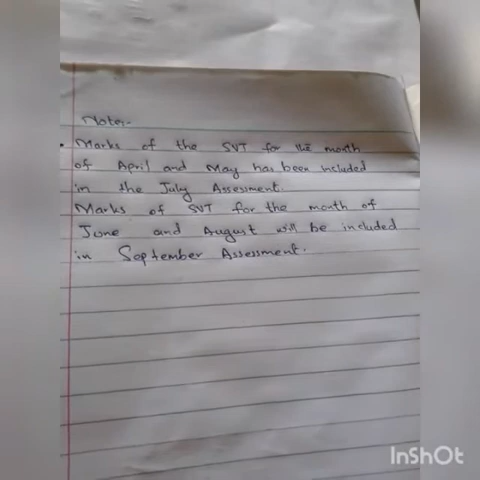 Note:-
• Marks of the SVT for the month
of April and May has been included
in the July Assesment.
Marks of SVT for the month of
June and August will be included
in September Assessment.
InShOt